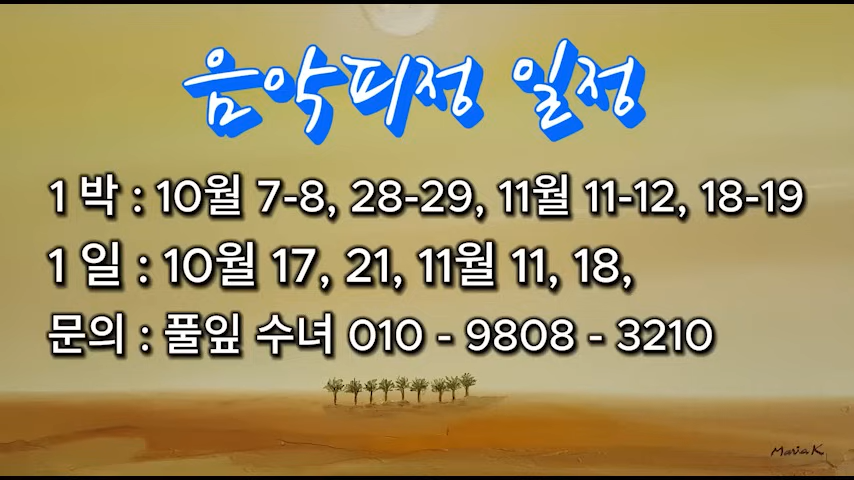 음악피정 일정
1 박 : 10월 7-8, 28-29, 11월 11-12, 18-19
1 일 : 10월 17, 21, 11월 11, 18,
문의 : 풀잎 수녀 010 - 9808 - 3210
Maria K